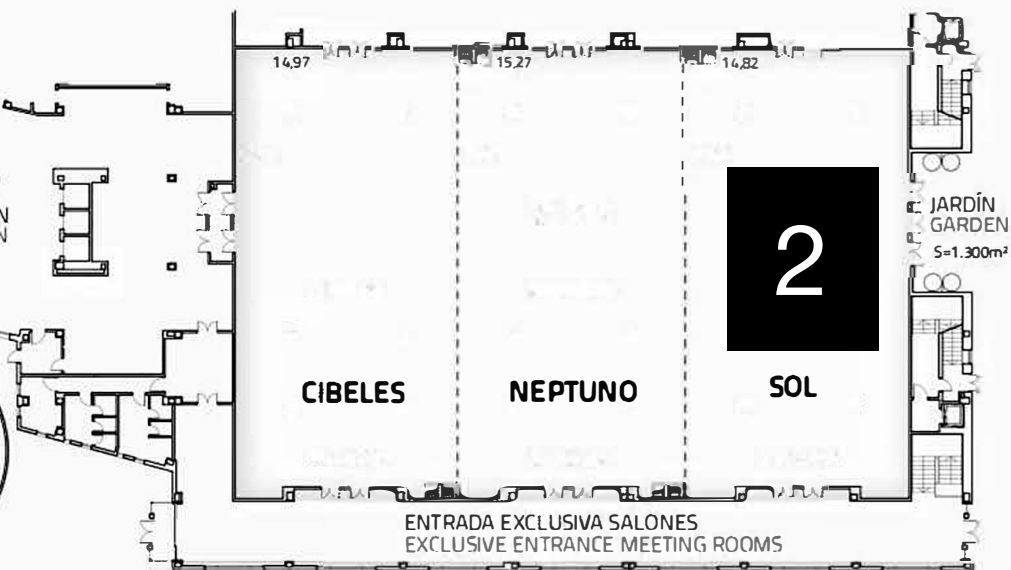 14,97
15,27
14,82
2
JARDÍN
GARDEN
S=1.300m²
CIBELES
NEPTUNO
SOL
ENTRADA EXCLUSIVA SALONES
EXCLUSIVE ENTRANCE MEETING ROOMS